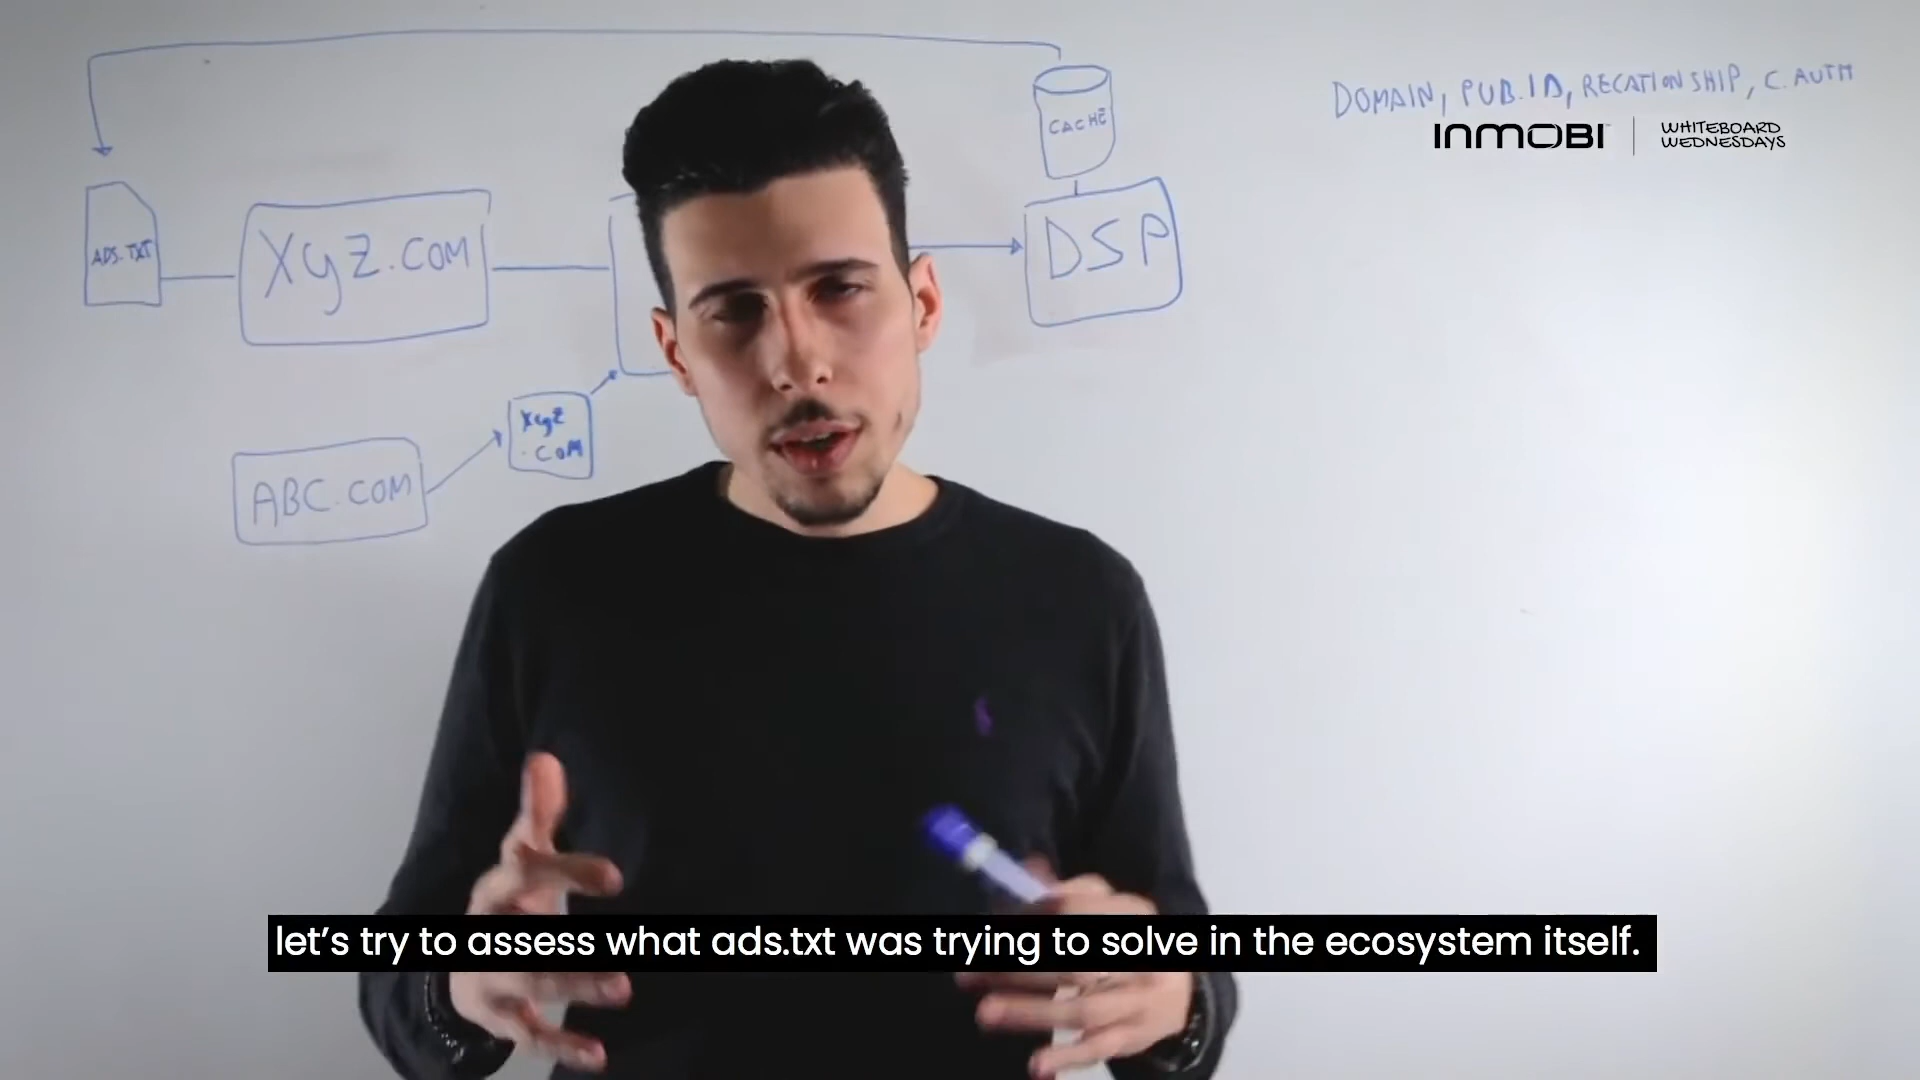 DOMAIN, PUB.ID, RECATIONSHIP, C.AUTH
INMOBI
WHITEBOARD
WEDNESDAYS
CACHE
ADS.TXT
XyZ.COM
DSP
XyZ
.COM
ABC.COM
let's try to assess what ads.txt was trying to solve in the ecosystem itself.